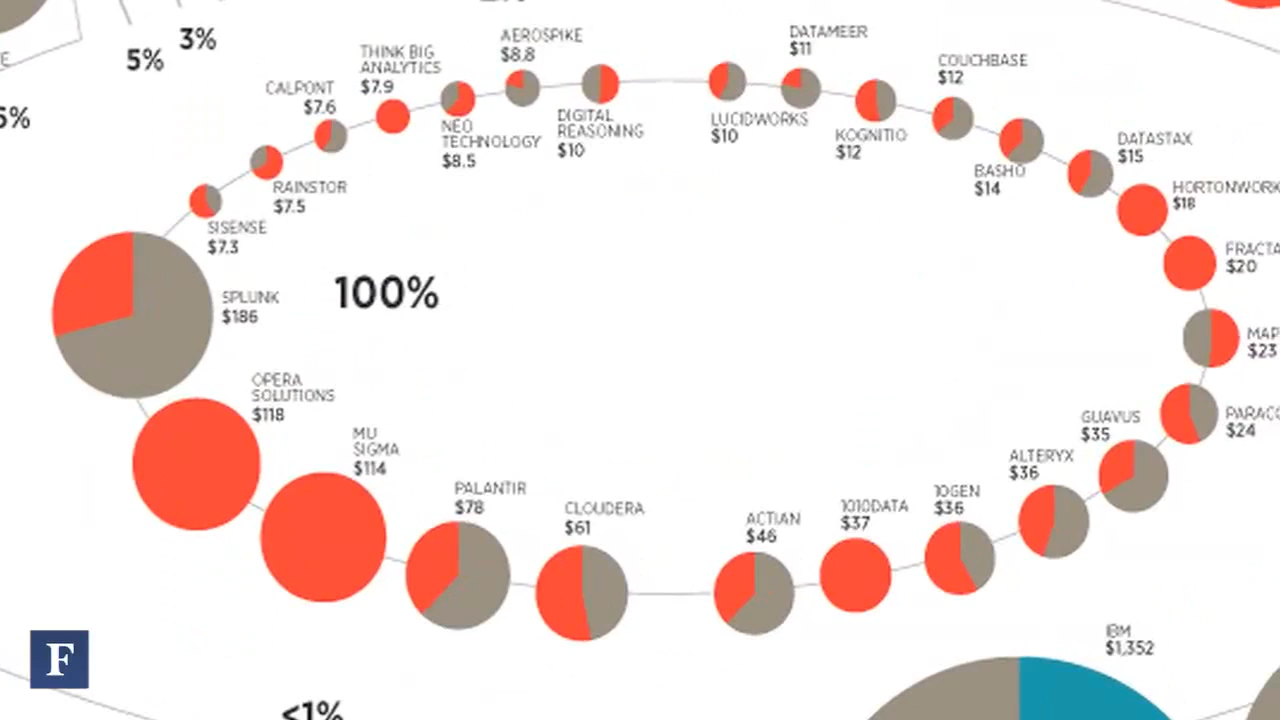 3%
5%
5%
E
AEROSPIKE
$8.8
DATAMEER
$11
THINK BIG
ANALYTICS
$7.9
COUCHBASE
$12
CALPONT
$7.6
LUCIDWORKS
$10
DIGITAL
REASONING
$10
NEO
TECHNOLOGY
$8.5
KOGNITIO
$12
DATASTAX
$15
BASHO
$14
RAINSTOR
$7.5
HORTONWORK
$18
SISENSE
$7.3
FRACTA
$20
100%
SPLUNK
$186
MAP
$23
OPERA
SOLUTIONS
$118
GUAVUS
$35
PARACC
$24
MU
SIGMA
$114
ALTERYX
$36
PALANTIR
$78
CLOUDERA
$61
ACTIAN
$46
1010DATA
$37
10GEN
$36
IBM
$1,352
F
<1%